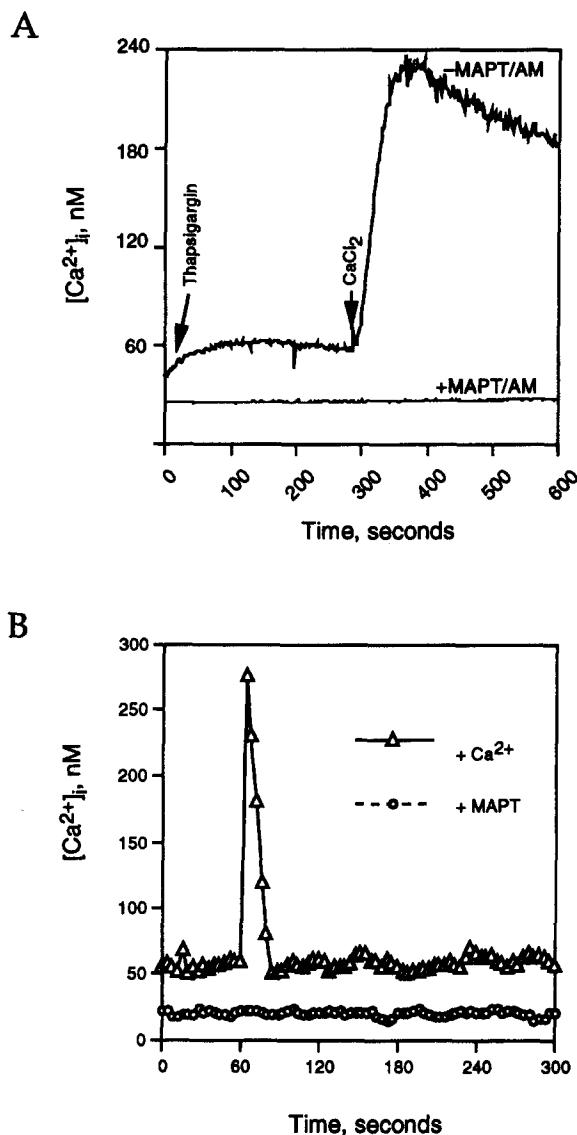 A
240
180
120
60
[Ca²⁺]ᵢ, nM
Thapsigargin
CaCl₂
–MAPT/AM
+MAPT/AM
0
100
200
300
400
500
600
Time, seconds
B
300
250
200
150
100
50
0
[Ca²⁺]ᵢ, nM
+ Ca²⁺
+ MAPT
0
60
120
180
240
300
Time, seconds